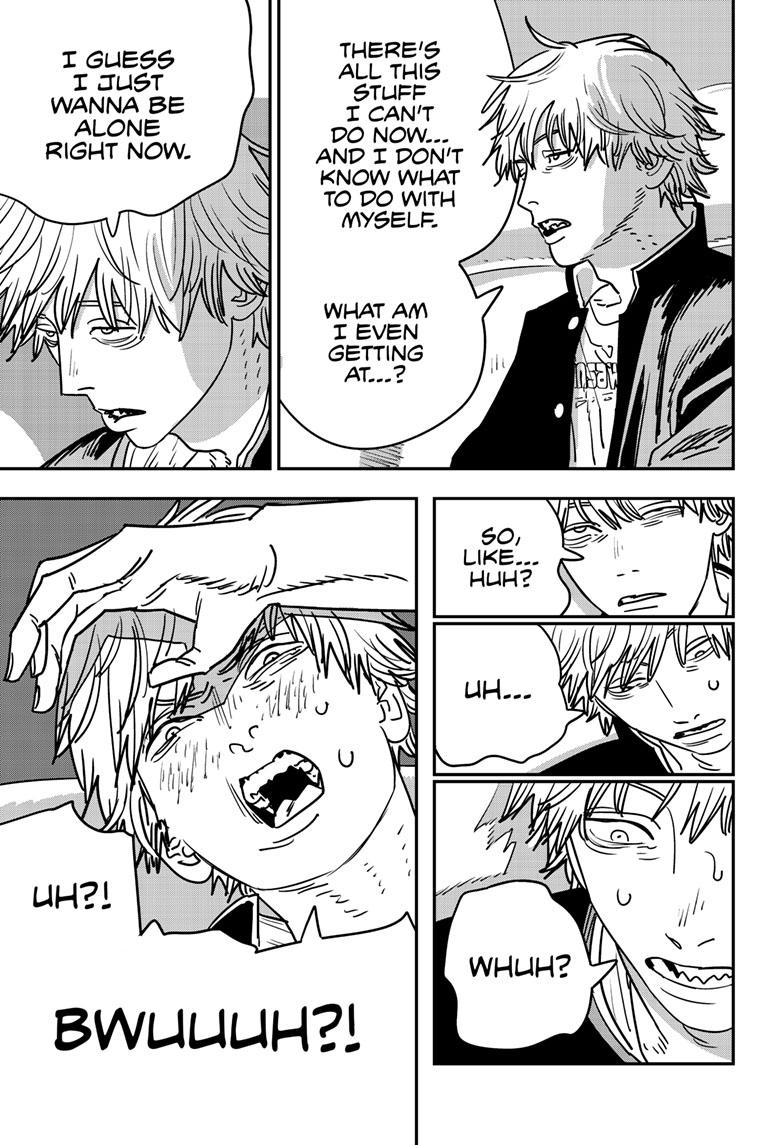 THERE'S
ALL THIS
STUFF
I CAN'T
DO NOW...
AND I DON'T
KNOW WHAT
TO DO WITH
MYSELF.
WHAT AM
I EVEN
GETTING
AT...?
I GUESS
I JUST
WANNA BE
ALONE
RIGHT NOW.
SO,
LIKE...
HUH?
UH...
WHUH?
UH?!
BWUUUH?!